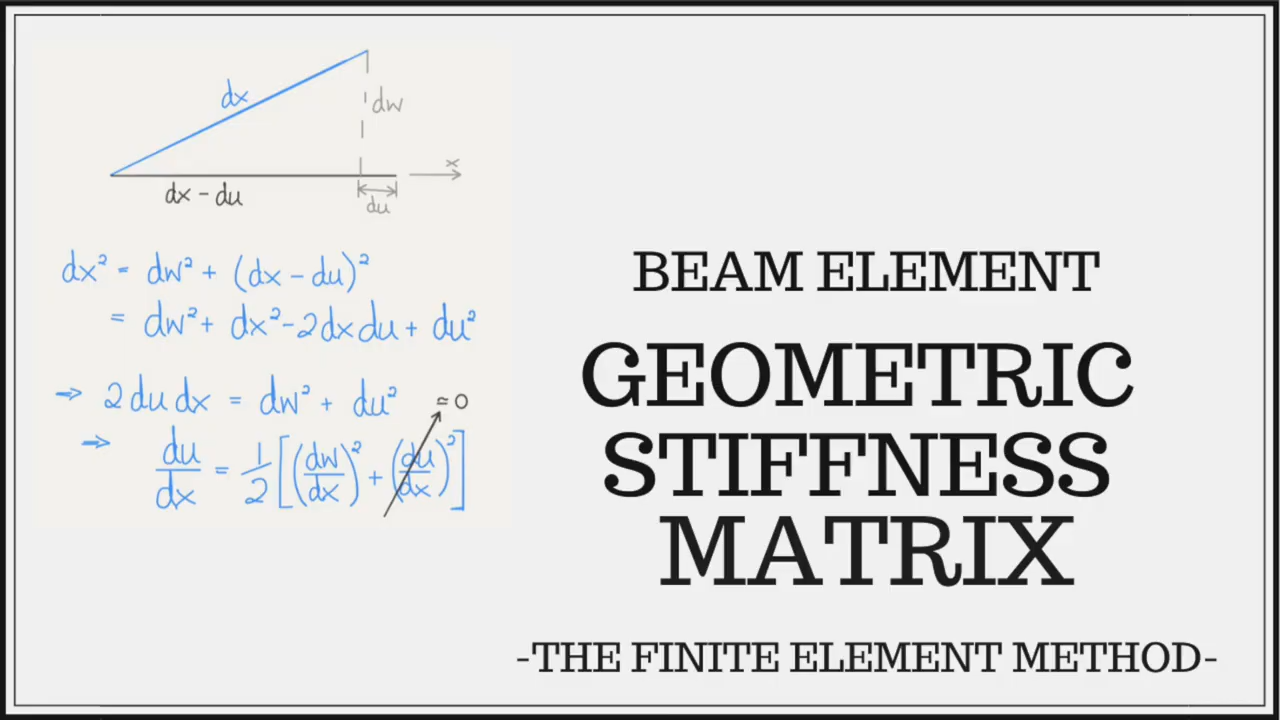 dx
dw
x
dx - du
du
dx² = dw² + (dx - du)²
= dw² + dx² - 2dxdu + du²
⇒ 2dudx = dw² + du²
≃ 0
⇒ du/dx = 1/2[(dw/dx)² + (du/dx)²]
BEAM ELEMENT
GEOMETRIC
STIFFNESS
MATRIX
-THE FINITE ELEMENT METHOD-